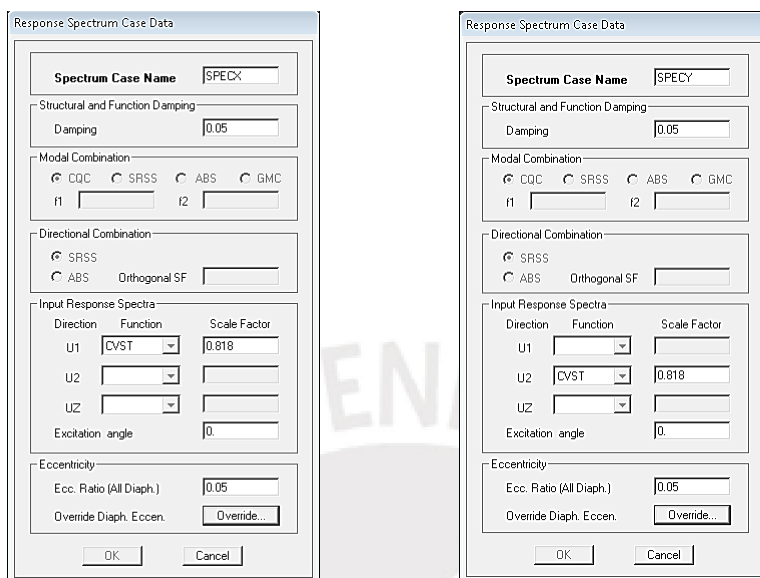 Response Spectrum Case Data
Spectrum Case Name SPECX
Structural and Function Damping
Damping 0.05
Modal Combination
CQC SRSS ABS GMC
f1 f2
Directional Combination
SRSS
ABS Orthogonal SF
Input Response Spectra
Direction Function Scale Factor
U1 CVST 0.818
U2
UZ
Excitation angle 0.
Eccentricity
Ecc. Ratio (All Diaph.) 0.05
Override Diaph. Eccen. Override...
OK Cancel
Response Spectrum Case Data
Spectrum Case Name SPECY
Structural and Function Damping
Damping 0.05
Modal Combination
CQC SRSS ABS GMC
f1 f2
Directional Combination
SRSS
ABS Orthogonal SF
Input Response Spectra
Direction Function Scale Factor
U1
U2 CVST 0.818
UZ
Excitation angle 0.
Eccentricity
Ecc. Ratio (All Diaph.) 0.05
Override Diaph. Eccen. Override...
OK Cancel